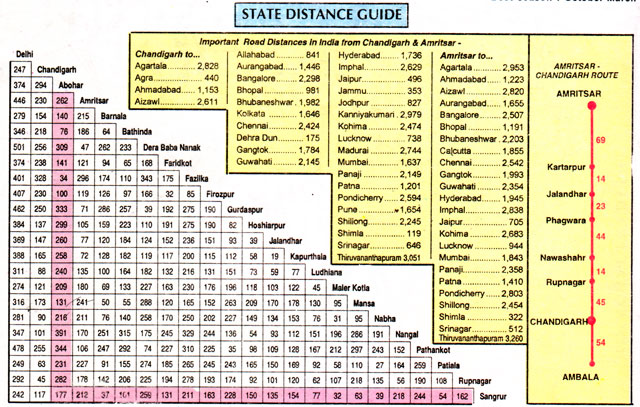 STATE DISTANCE GUIDE
Important Road Distances in India from Chandigarh & Amritsar -
Delhi
247 Chandigarh
374 294 Abohar
446 230 262 Amritsar
279 154 140 215 Barnala
346 218 76 186 64 Bathinda
501 256 309 47 262 233 Dera Baba Nanak
374 238 141 121 94 65 168 Faridkot
401 328 34 296 174 110 343 175 Fazilka
407 230 100 119 126 97 166 32 85 Firozpur
462 250 333 71 286 257 39 192 275 190 Gurdaspur
384 137 299 105 159 223 110 191 275 190 82 Hoshiarpur
369 147 260 77 120 184 124 152 236 151 93 39 Jalandhar
388 165 258 72 128 182 111 147 200 115 112 58 19 Kapurthsla
311 88 240 135 100 164 182 132 216 131 151 73 59 77 Ludhiana
274 121 209 180 69 133 227 163 230 176 196 118 103 122 45 Maler Kotla
316 173 131 241 50 55 288 120 165 152 263 209 170 178 130 95 Mansa
281 90 216 211 76 140 258 170 250 202 227 149 134 153 76 31 95 Nabha
347 101 391 170 251 315 175 245 329 244 136 54 93 112 151 196 286 191 Nangal
478 255 344 106 247 292 74 227 310 225 35 98 109 128 167 212 297 243 152 Pathankot
249 63 231 227 91 155 274 185 265 245 243 165 150 169 92 58 110 27 164 259 Patiala
292 45 282 178 142 206 225 194 278 193 174 92 101 120 62 107 218 135 56 190 108 Rupnagar
242 117 177 212 37 101 259 131 211 163 228 150 135 154 77 32 63 39 218 244 54 162 Sangrur
Chandigarh to...
Agartala 2,828
Agra 440
Ahmadabad 1,153
Aizawl 2,611
Allahabad 841
Aurangabad 1,446
Bangalore 2,298
Bhopal 981
Bhubaneshwar 1,982
Kolkata 1,646
Chennai 2,424
Dehra Dun 175
Gangtok 1,784
Guwahati 2,145
Hyderabad 1,736
Imphal 2,629
Jaipur 496
Jammu 353
Jodhpur 827
Kanniyakumari 2,979
Kohima 2,474
Lucknow 738
Madurai 2,744
Mumbai 1,637
Panaji 2,149
Patna 1,201
Pondicherry 2,594
Pune 1,654
Shillong 2,245
Shimla 119
Srinagar 646
Thiruvananthapuram 3,051
Amritsar to...
Agartala 2,953
Ahmadabad 1,223
Aizawl 2,820
Aurangabad 1,655
Bangalore 2,507
Bhopal 1,191
Bhubaneshwar 2,203
Calcutta 1,855
Chennai 2,542
Gangtok 1,993
Guwahati 2,354
Hyderabad 1,945
Imphal 2,838
Jaipur 705
Kohima 2,683
Lucknow 944
Mumbai 1,843
Panaji 2,358
Patna 1,410
Pondicherry 2,803
Shillong 2,454
Shimla 322
Srinagar 512
Thiruvananthapuram 3,260
AMRITSAR -
CHANDIGARH ROUTE
AMRITSAR
69
Kartarpur
14
Jalandhar
23
Phagwara
44
Nawashahr
14
Rupnagar
45
CHANDIGARH
54
AMBALA